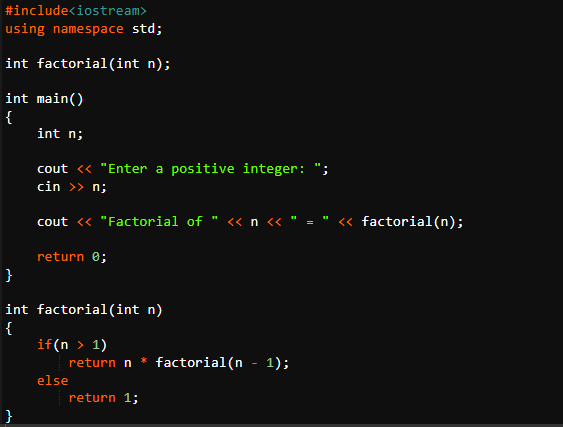 #include<iostream>
using namespace std;
int factorial(int n);
int main()
{
int n;
cout << "Enter a positive integer: ";
cin >> n;
cout << "Factorial of " << n << " = " << factorial(n);
return 0;
}
int factorial(int n)
{
if(n > 1)
return n * factorial(n - 1);
else
return 1;
}